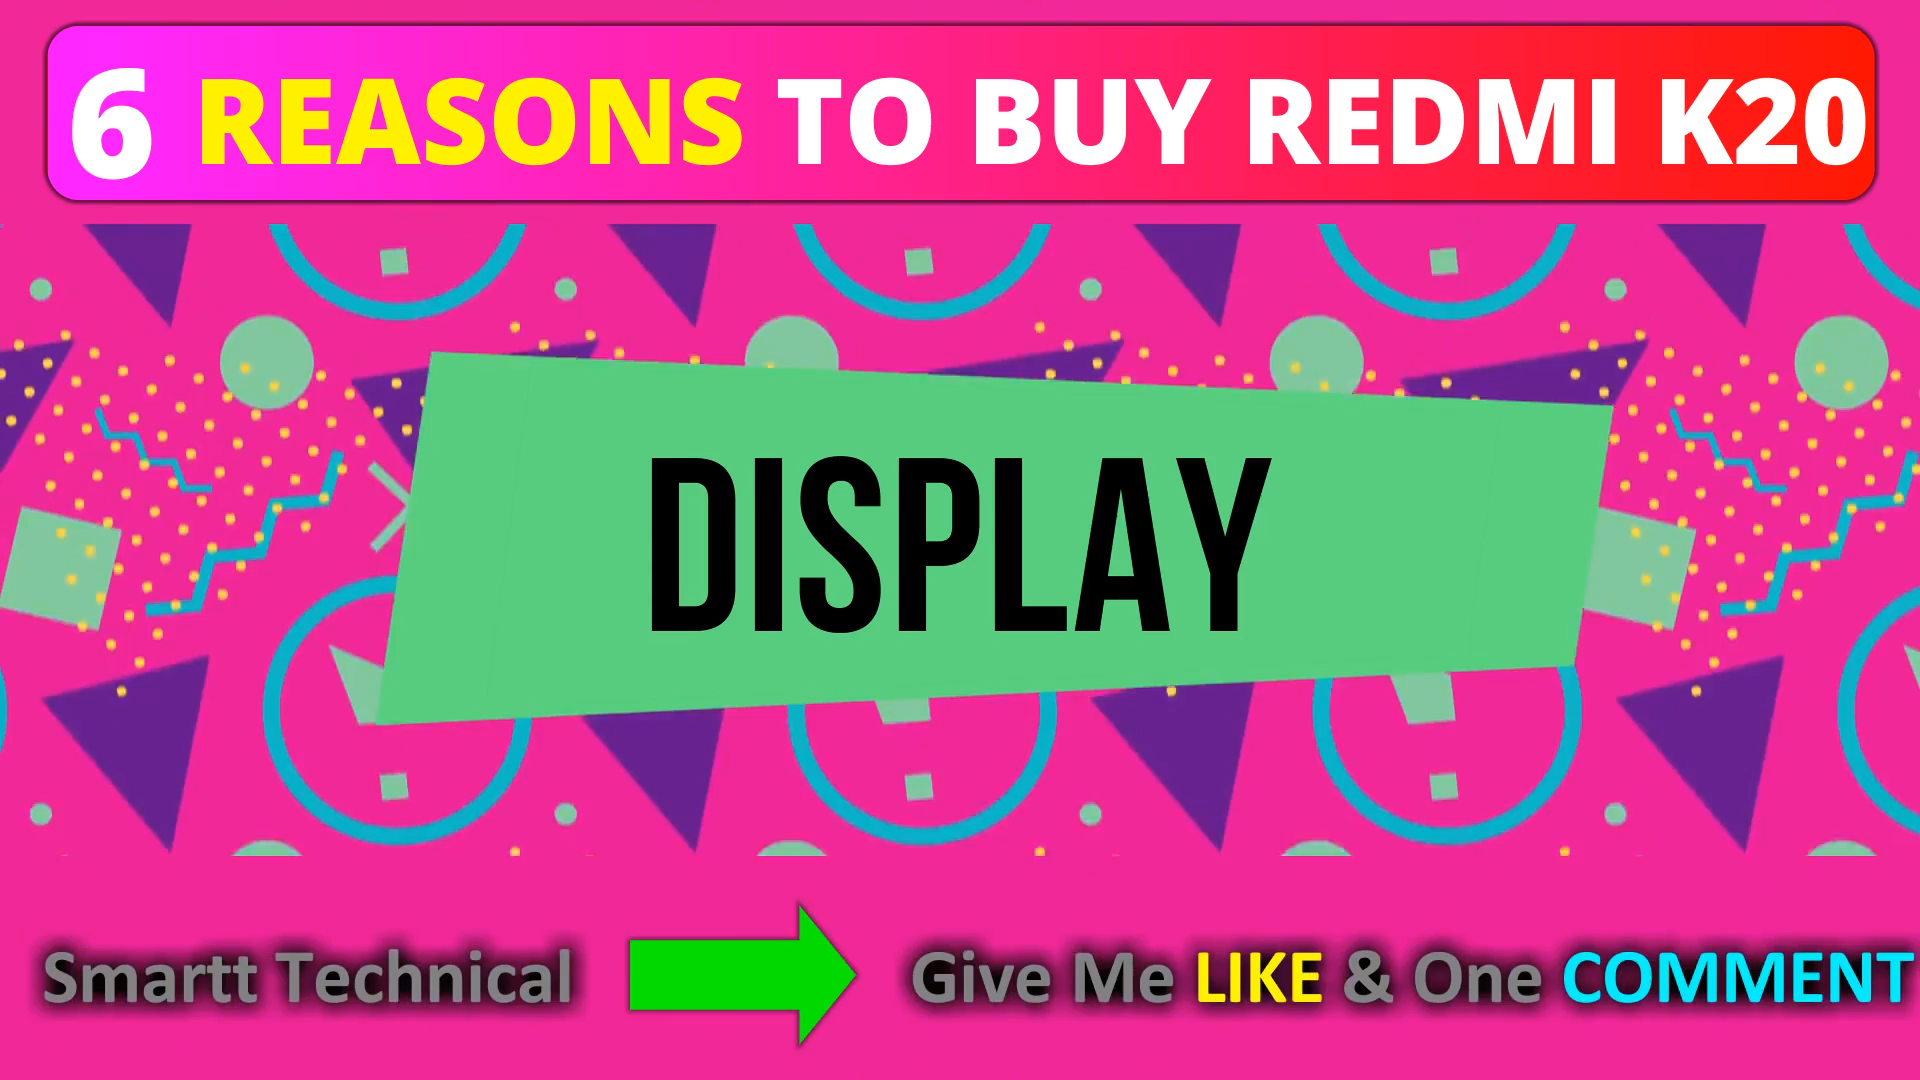 6 REASONS TO BUY REDMI K20
DISPLAY
Smartt Technical
Give Me LIKE & One COMMENT